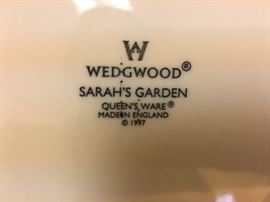 W
WEDGWOOD®
SARAH'S GARDEN
QUEEN'S WARE®
MADE IN ENGLAND
© 1997